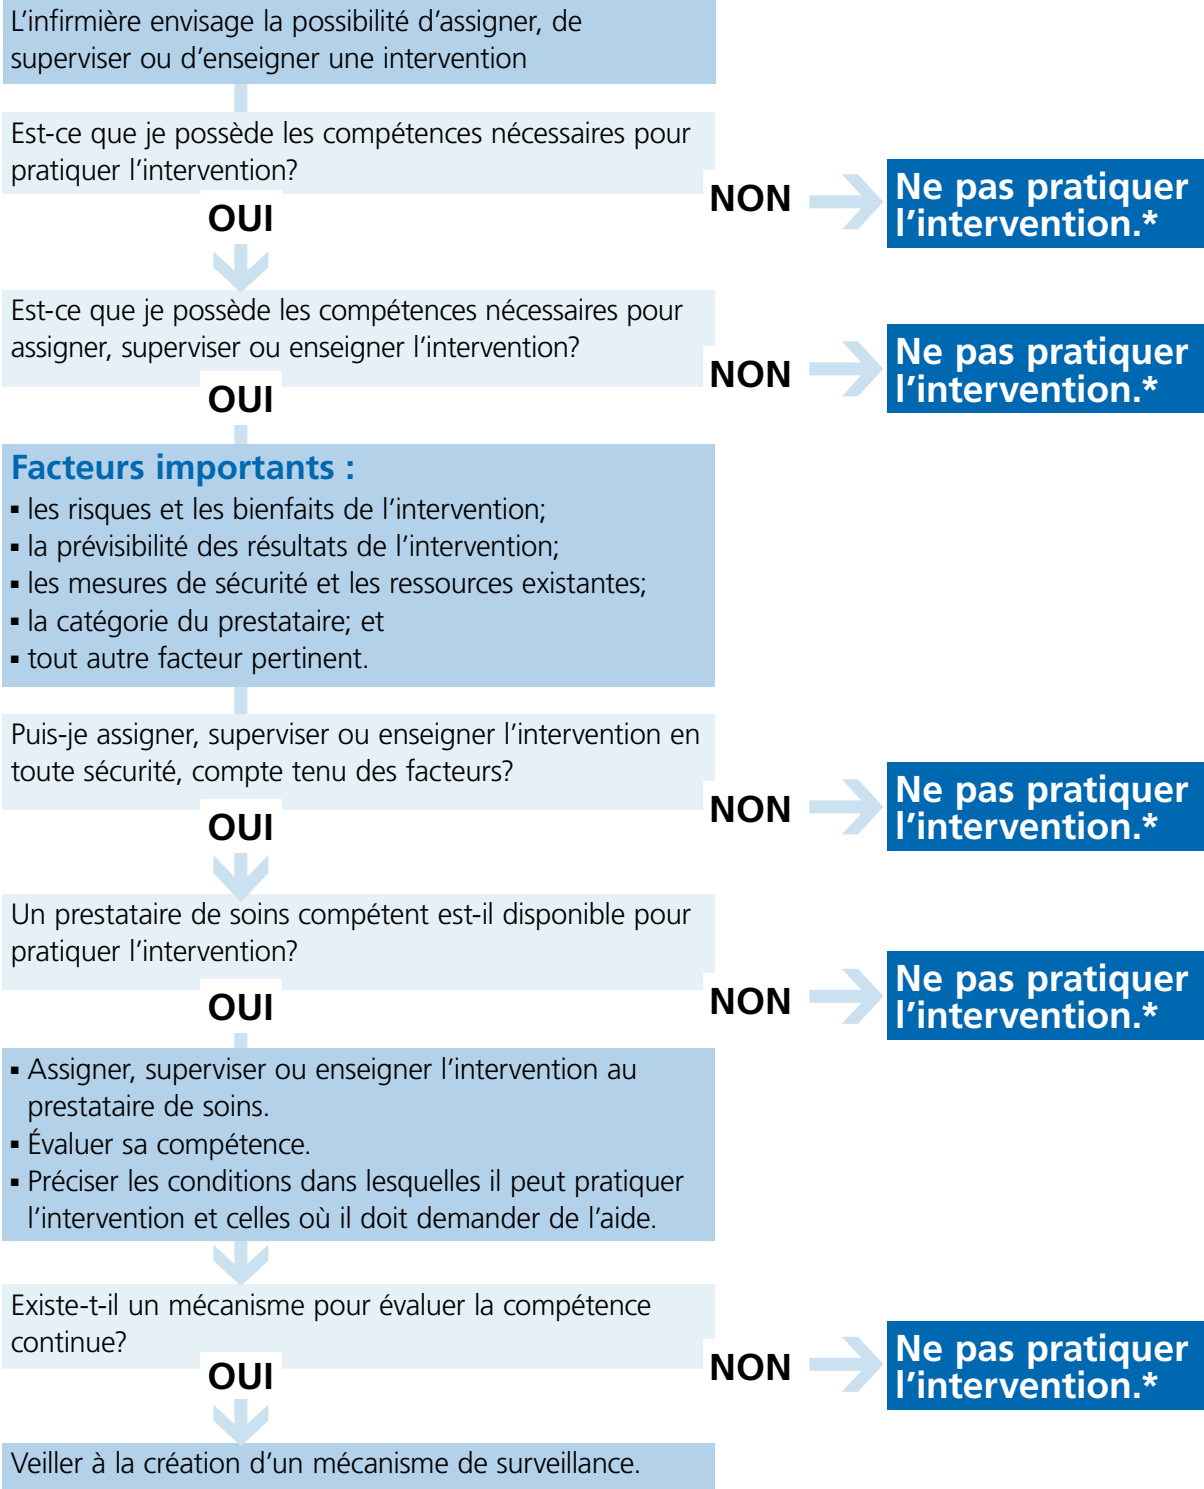 L’infirmière envisage la possibilité d’assigner, de
superviser ou d’enseigner une intervention
Est-ce que je possède les compétences nécessaires pour
pratiquer l’intervention?
OUI
NON
Ne pas pratiquer
l’intervention.*
Est-ce que je possède les compétences nécessaires pour
assigner, superviser ou enseigner l’intervention?
OUI
NON
Ne pas pratiquer
l’intervention.*
Facteurs importants :
▪ les risques et les bienfaits de l’intervention;
▪ la prévisibilité des résultats de l’intervention;
▪ les mesures de sécurité et les ressources existantes;
▪ la catégorie du prestataire; et
▪ tout autre facteur pertinent.
Puis-je assigner, superviser ou enseigner l’intervention en
toute sécurité, compte tenu des facteurs?
OUI
NON
Ne pas pratiquer
l’intervention.*
Un prestataire de soins compétent est-il disponible pour
pratiquer l’intervention?
OUI
NON
Ne pas pratiquer
l’intervention.*
▪ Assigner, superviser ou enseigner l’intervention au
prestataire de soins.
▪ Évaluer sa compétence.
▪ Préciser les conditions dans lesquelles il peut pratiquer
l’intervention et celles où il doit demander de l’aide.
Existe-t-il un mécanisme pour évaluer la compétence
continue?
OUI
NON
Ne pas pratiquer
l’intervention.*
Veiller à la création d’un mécanisme de surveillance.